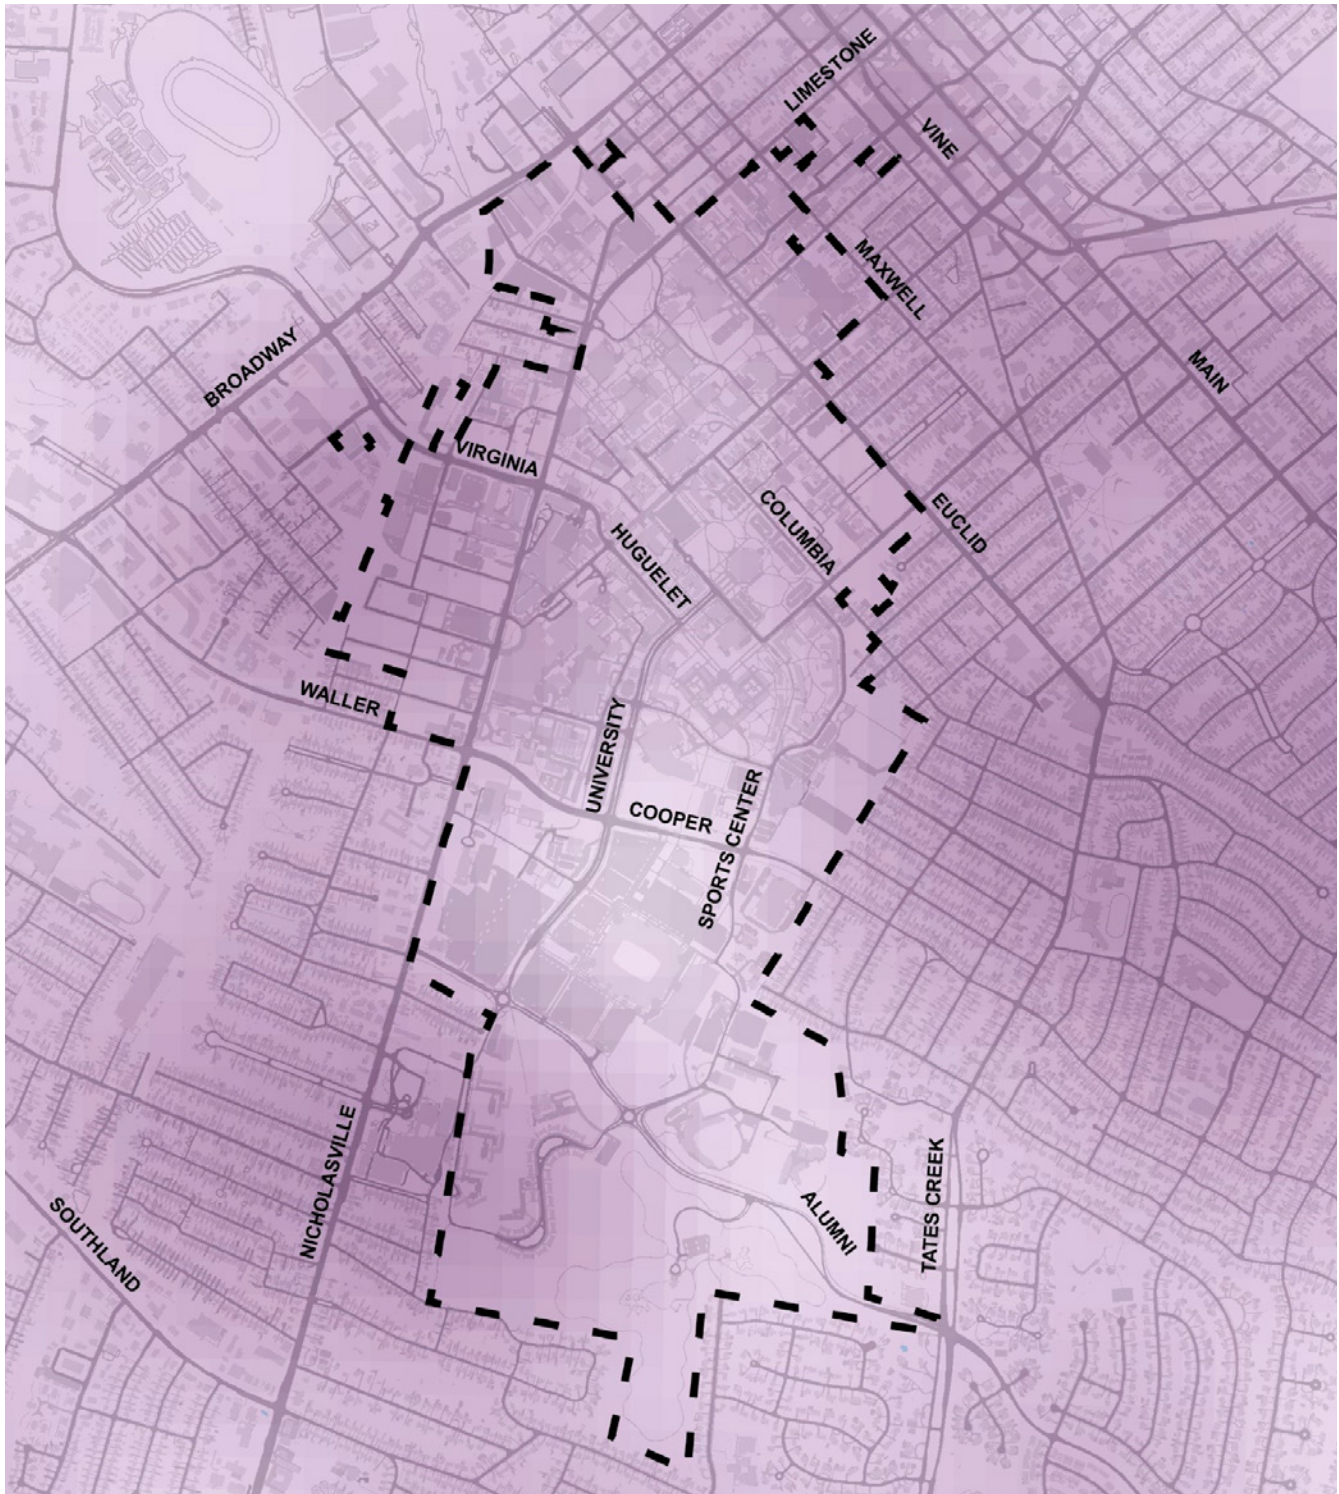 LIMESTONE
VINE
MAXWELL
BROADWAY
MAIN
VIRGINIA
COLUMBIA
EUCLID
HUGUELET
WALLER
UNIVERSITY
COOPER
SPORTS CENTER
NICHOLASVILLE
SOUTHLAND
ALUMNI
TATES CREEK